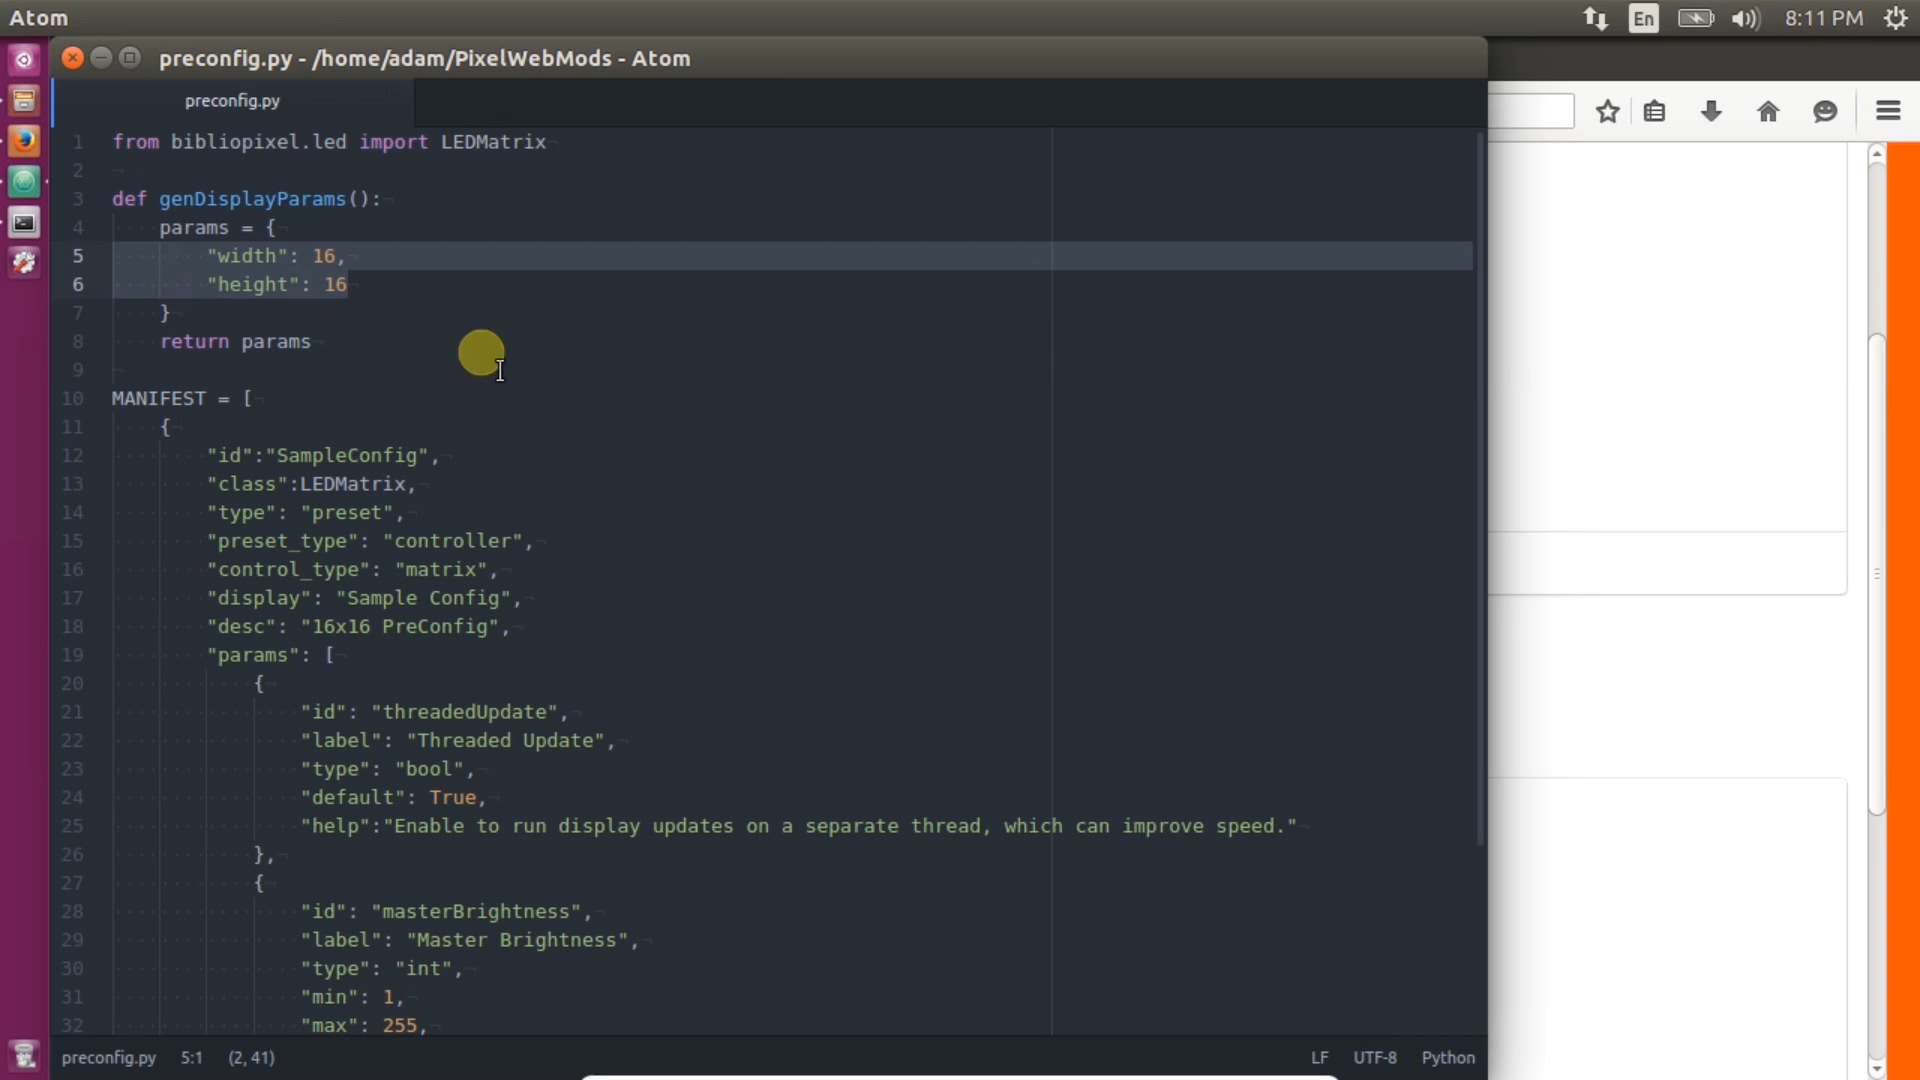 Atom
En
8:11 PM
preconfig.py - /home/adam/PixelWebMods - Atom
preconfig.py
1 from bibliopixel.led import LEDMatrix
2
3 def genDisplayParams():
4 params = {
5 "width": 16,
6 "height": 16
7 }
8 return params
9
10 MANIFEST = [
11 {
12 "id":"SampleConfig",
13 "class":LEDMatrix,
14 "type": "preset",
15 "preset_type": "controller",
16 "control_type": "matrix",
17 "display": "Sample Config",
18 "desc": "16x16 PreConfig",
19 "params": [
20 {
21 "id": "threadedUpdate",
22 "label": "Threaded Update",
23 "type": "bool",
24 "default": True,
25 "help":"Enable to run display updates on a separate thread, which can improve speed."
26 },
27 {
28 "id": "masterBrightness",
29 "label": "Master Brightness",
30 "type": "int",
31 "min": 1,
32 "max": 255,
preconfig.py 5:1 (2, 41) LF UTF-8 Python